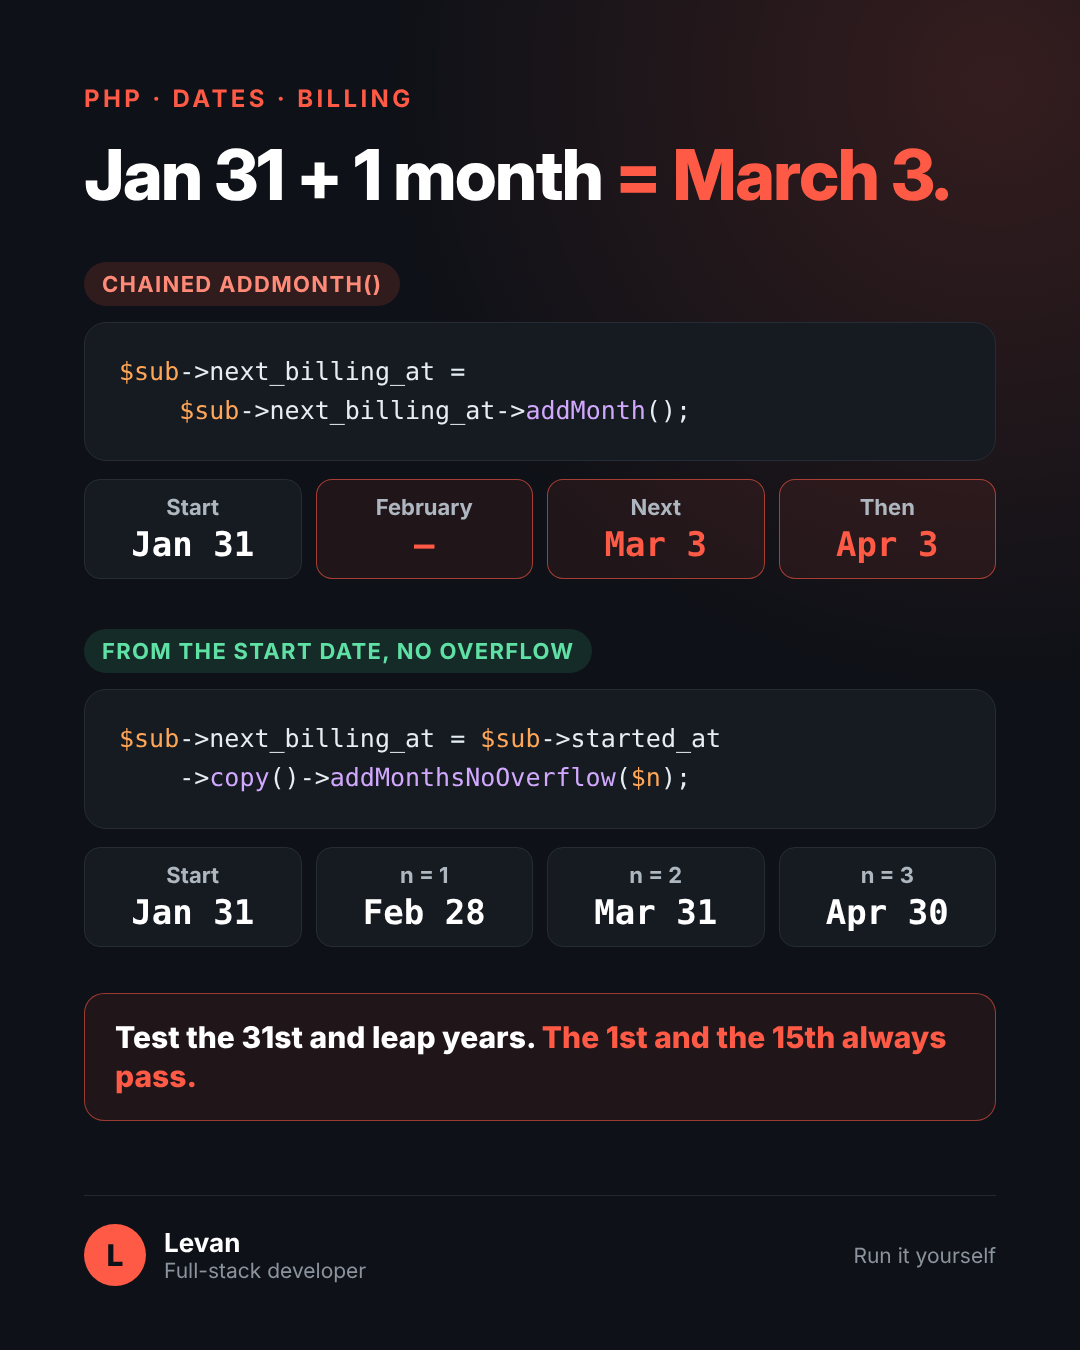 PHP · DATES · BILLING
Jan 31 + 1 month = March 3.
CHAINED ADDMONTH()
$sub->next_billing_at =
    $sub->next_billing_at->addMonth();
Start
Jan 31
February
—
Next
Mar 3
Then
Apr 3
FROM THE START DATE, NO OVERFLOW
$sub->next_billing_at = $sub->started_at
    ->copy()->addMonthsNoOverflow($n);
Start
Jan 31
n = 1
Feb 28
n = 2
Mar 31
n = 3
Apr 30
Test the 31st and leap years. The 1st and the 15th always
pass.
L
Levan
Full-stack developer
Run it yourself